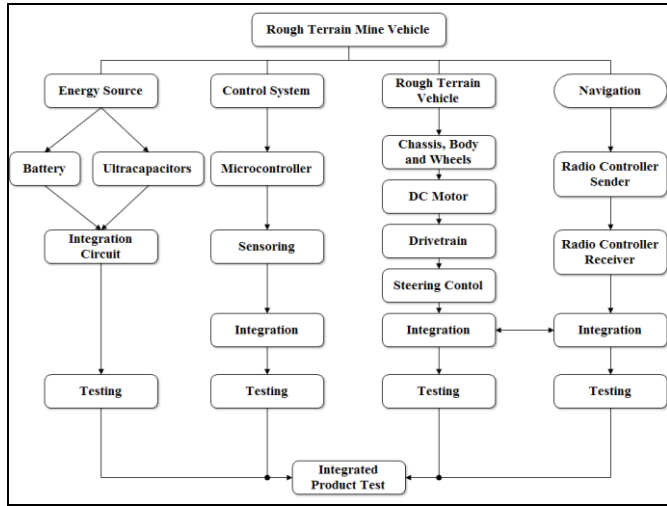 Rough Terrain Mine Vehicle
Energy Source
Control System
Rough Terrain
Vehicle
Navigation
Battery
Ultracapacitors
Microcontroller
Chassis, Body
and Wheels
Radio Controller
Sender
DC Motor
Integration
Circuit
Sensoring
Drivetrain
Radio Controller
Receiver
Steering Contol
Integration
Integration
Integration
Testing
Testing
Testing
Testing
Integrated
Product Test